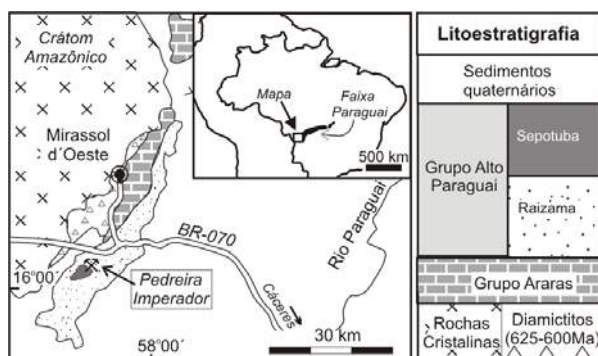 Crátom
Amazônico
Mirassol
d´Oeste
Mapa
Faixa
Paraguai
500 km
BR-070
Rio Paraguai
16°00´
Pedreira
Imperador
Cáceres
58°00´
30 km
Litoestratigrafia
Sedimentos
quaternários
Grupo Alto
Paraguai
Sepotuba
Raizama
Grupo Araras
Rochas
Cristalinas
Diamictitos
(625-600Ma)